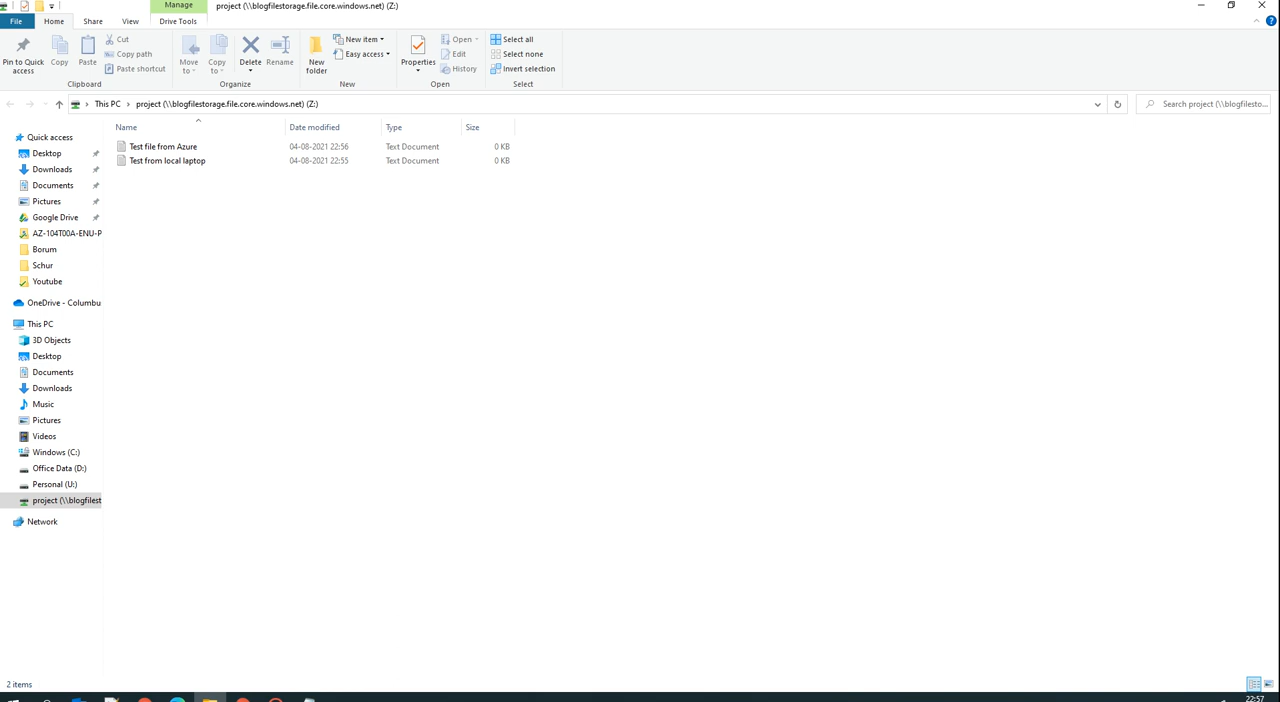 Manage
project (\\blogfilestorage.file.core.windows.net) (Z:)
File
Home
Share
View
Drive Tools
Pin to Quick access
Copy
Paste
Cut
Copy path
Paste shortcut
Clipboard
Move to
Copy to
Delete
Rename
Organize
New folder
New item
Easy access
New
Properties
Open
Edit
History
Open
Select all
Select none
Invert selection
Select
This PC
project (\\blogfilestorage.file.core.windows.net) (Z:)
Search project (\\blogfilesto...
Name
Date modified
Type
Size
Test file from Azure
04-08-2021 22:56
Text Document
0 KB
Test from local laptop
04-08-2021 22:55
Text Document
0 KB
Quick access
Desktop
Downloads
Documents
Pictures
Google Drive
AZ-104T00A-ENU-P
Borum
Schur
Youtube
OneDrive - Columbu
This PC
3D Objects
Desktop
Documents
Downloads
Music
Pictures
Videos
Windows (C:)
Office Data (D:)
Personal (U:)
project (\\blogfilest
Network
2 items
22:57